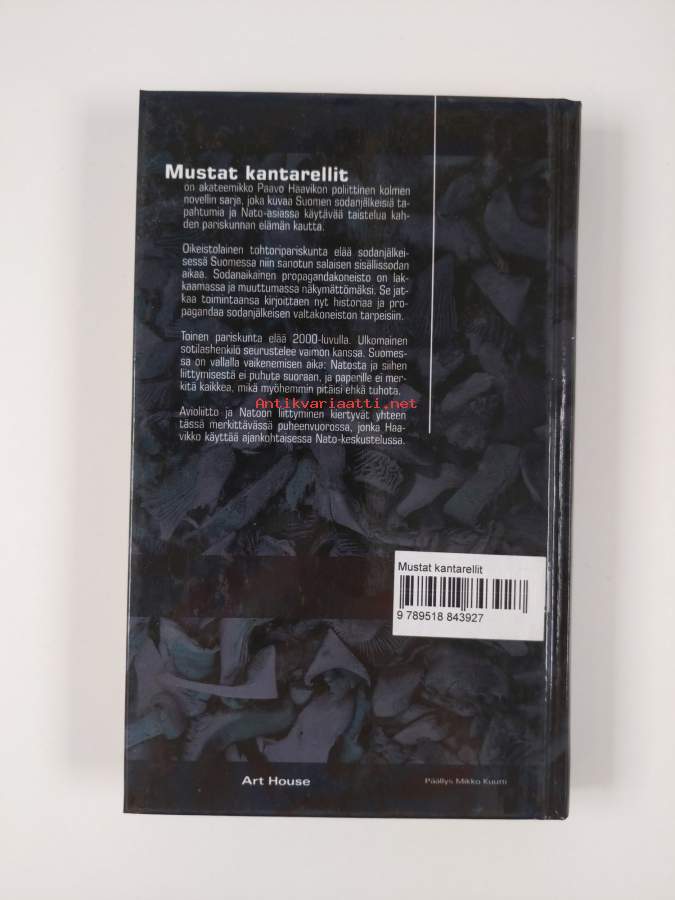 Mustat kantarellit
on akateemikko Paavo Haavikon poliittinen kolmen
novellin sarja, joka kuvaa Suomen sodanjälkeisiä ta-
pahtumia ja Nato-asiassa käytävää taistelua kah-
den pariskunnan elämän kautta.
Oikeistolainen tohtoripariskunta elää sodanjälkei-
sessä Suomessa niin sanotun salaisen sisällissodan
aikaa. Sodanaikainen propagandakoneisto on lak-
kaamassa ja muuttumassa näkymättömäksi. Se jat-
kaa toimintaansa kirjoittaen nyt historiaa ja pro-
pagandaa sodanjälkeisen valtakoneiston tarpeisiin.
Toinen pariskunta elää 2000-luvulla. Ulkomainen
sotilashenkilö seurustelee vaimon kanssa. Suomes-
sa on vallalla vaikenemisen aika: Natosta ja siihen
liittymisestä ei puhuta suoraan, ja paperille ei mer-
kitä kaikkea, mikä myöhemmin pitäisi ehkä tuhota.
Antikvariaatti.net
Avioliitto ja Natoon liittyminen kiertyvät yhteen
tässä merkittävässä puheenvuorossa, jonka Haa-
vikko käyttää ajankohtaisessa Nato-keskustelussa.
Mustat kantarellit
9 789518 843927
Art House
Päällys Mikko Kuutti